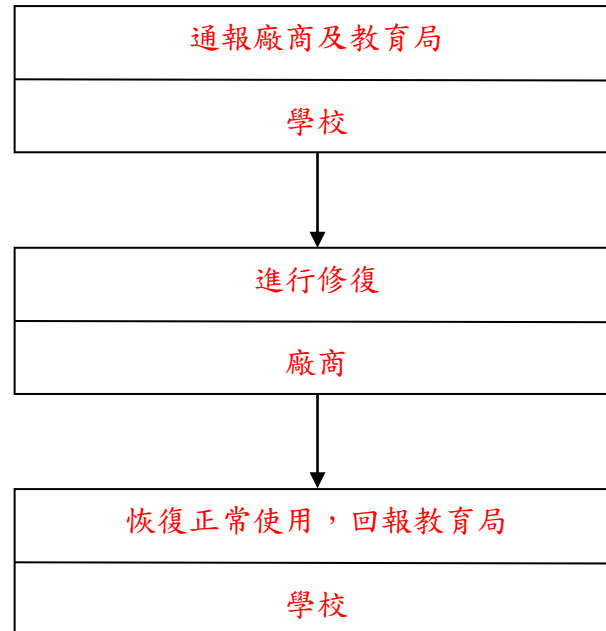 通報廠商及教育局
學校
進行修復
廠商
恢復正常使用，回報教育局
學校